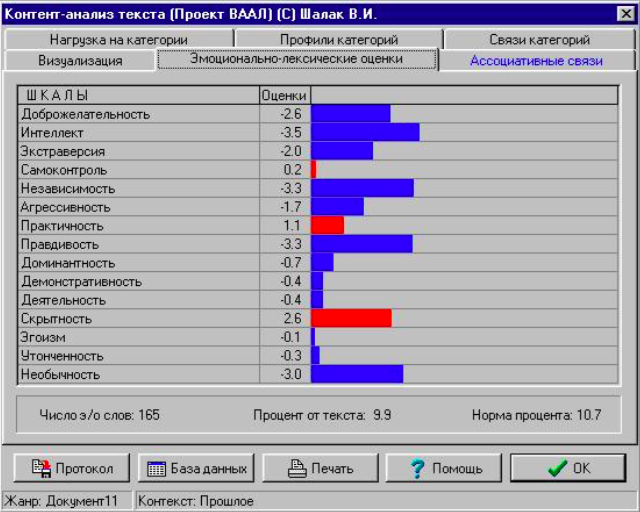 Контент-анализ текста (Проект ВААЛ) (C) Шалак В.И.
Нагрузка на категории Профили категорий Связи категорий
Визуализация Эмоционально-лексические оценки Ассоциативные связи
Ш К А Л Ы Оценки
Доброжелательность -2.6
Интеллект -3.5
Экстраверсия -2.0
Самоконтроль 0.2
Независимость -3.3
Агрессивность -1.7
Практичность 1.1
Правдивость -3.3
Доминантность -0.7
Демонстративность -0.4
Деятельность -0.4
Скрытность 2.6
Эгоизм -0.1
Утонченность -0.3
Необычность -3.0
Число э/о слов: 165 Процент от текста: 9.9 Норма процента: 10.7
Протокол База данных Печать ? Помощь OK
Жанр: Документ11 Контекст: Прошлое